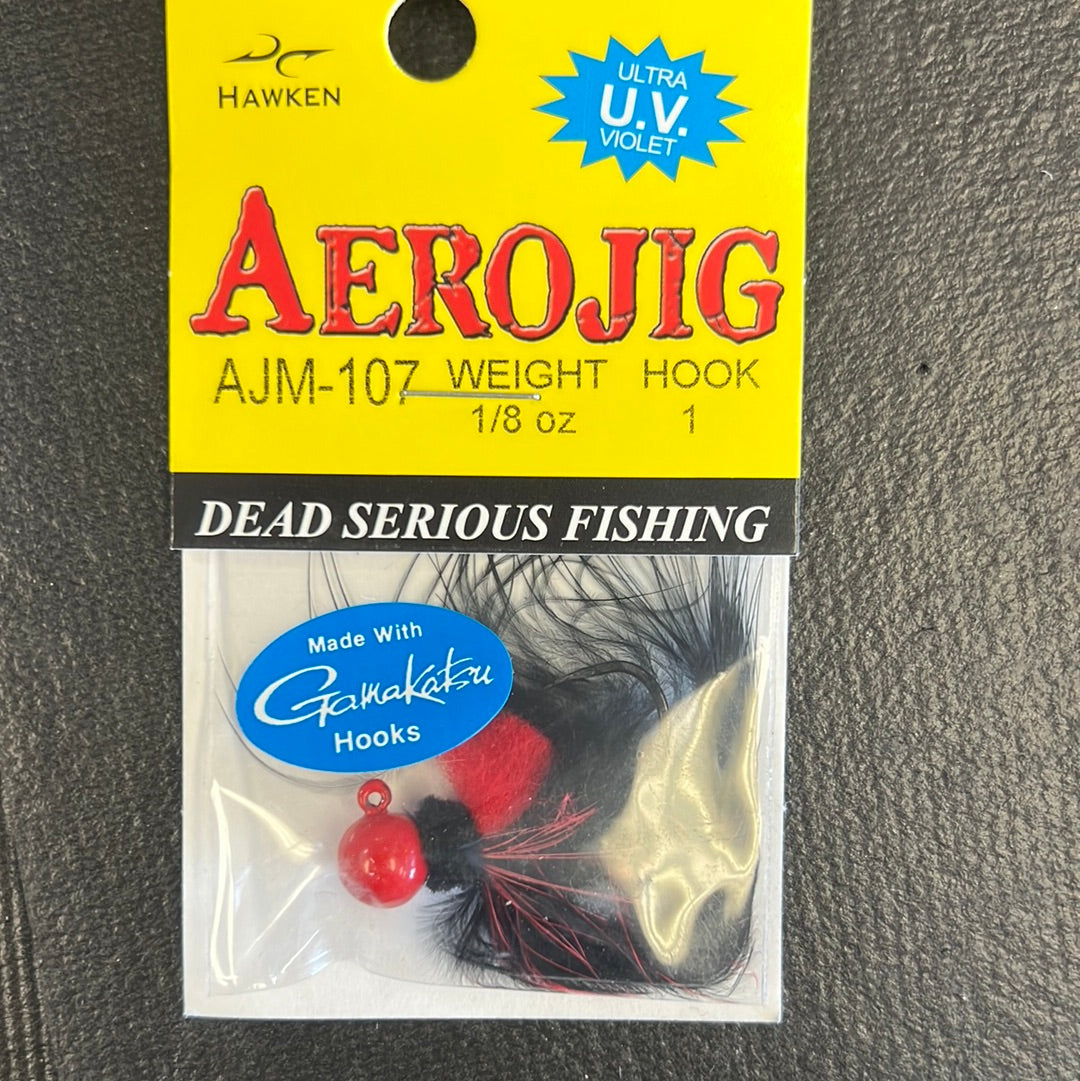 HAWKEN
ULTRA
U.V.
VIOLET
AEROJIG
AJM-107 WEIGHT HOOK
1/8 oz 1
DEAD SERIOUS FISHING
Made With
Gamakatsu
Hooks